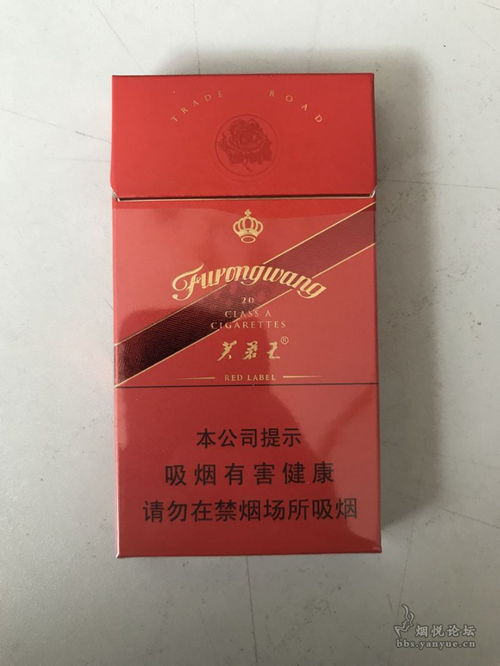 TRADE ROAD
Furongwang
20
CLASS A
CIGARETTES
芙蓉王®
RED LABEL
本公司提示
吸烟有害健康
请勿在禁烟场所吸烟
烟悦论坛
bbs.yanyue.cn